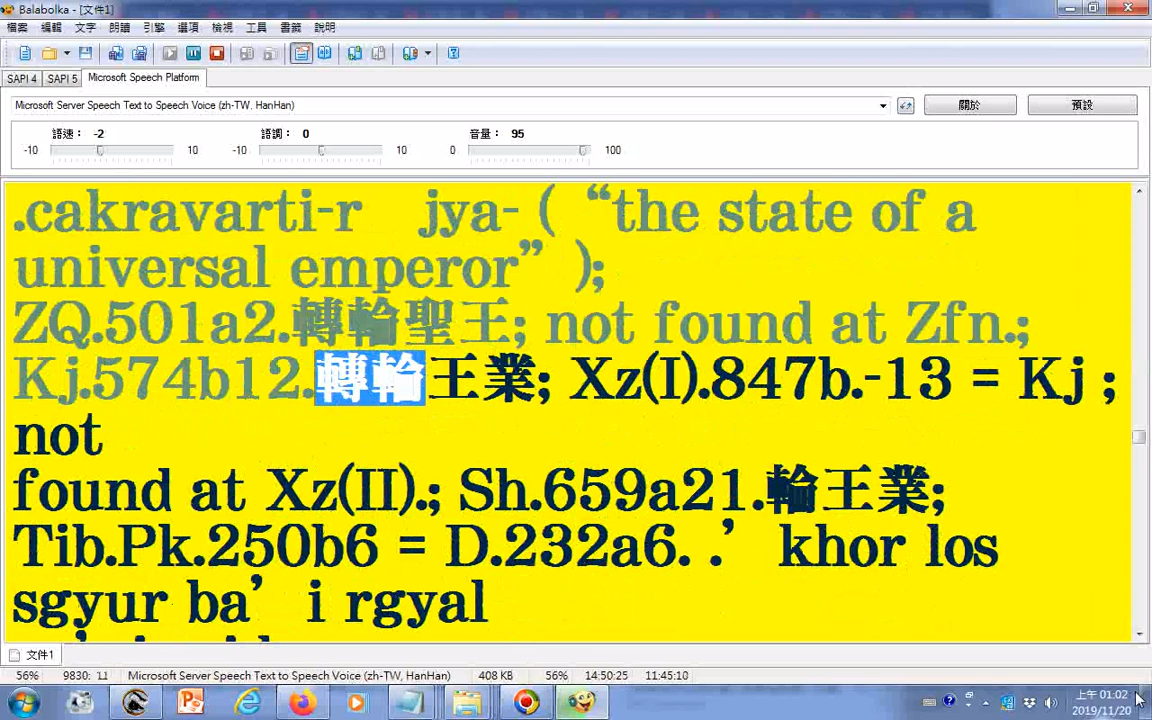 Balabolka - [文件1]
檔案 編輯 文字 朗讀 引擎 選項 檢視 工具 書籤 說明
SAPI 4 SAPI 5 Microsoft Speech Platform
Microsoft Server Speech Text to Speech Voice (zh-TW, HanHan) 關於 預設
語速： -2 語調： 0 音量： 95
-10 10 -10 10 0 100
.cakravarti-r jya- (“the state of a
universal emperor”);
ZQ.501a2.轉輪聖王; not found at Zfn.;
Kj.574b12.轉輪王業; Xz(I).847b.-13 = Kj ;
not
found at Xz(II).; Sh.659a21.輪王業;
Tib.Pk.250b6 = D.232a6. .’khor los
sgyur ba’i rgyal
文件1
56% 9830: 11 Microsoft Server Speech Text to Speech Voice (zh-TW, HanHan) 408 KB 56% 14:50:25 11:45:10
上午 01:02
2019/11/20